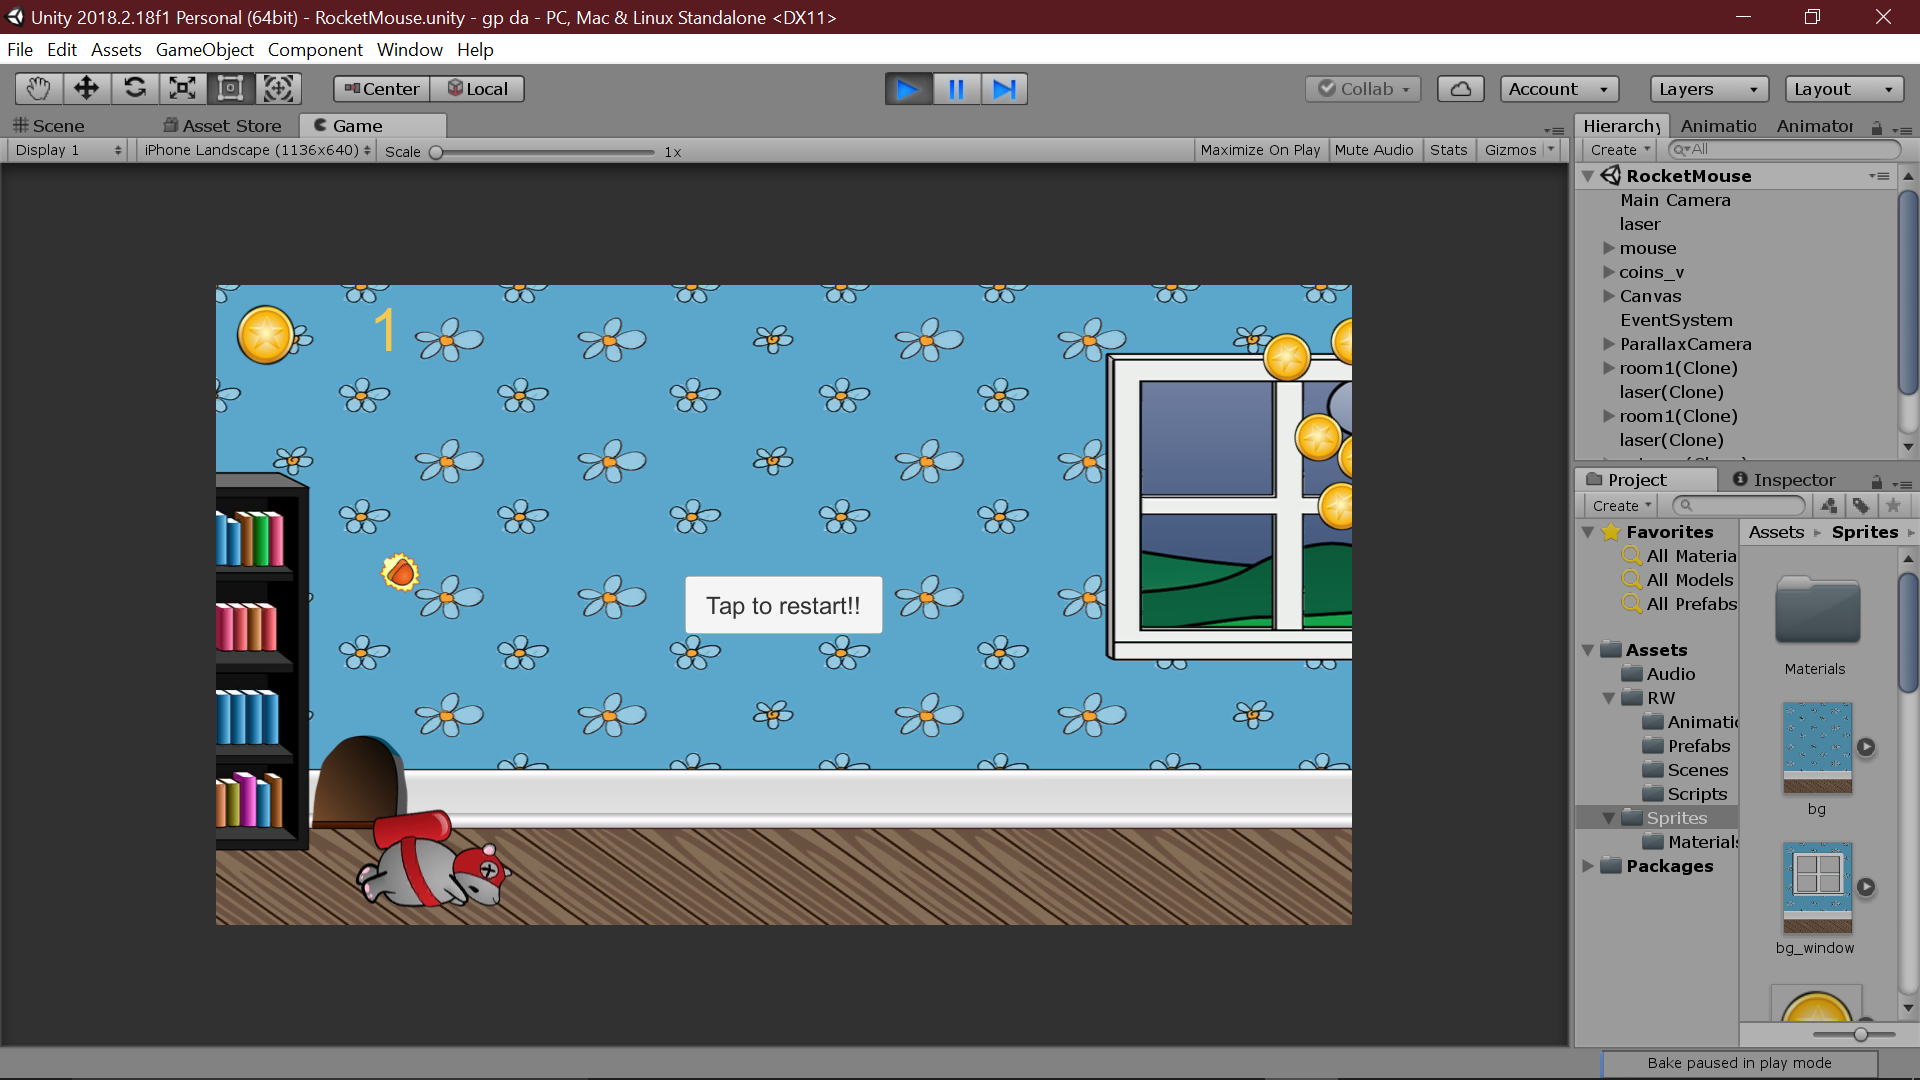 Unity 2018.2.18f1 Personal (64bit) - RocketMouse.unity - gp da - PC, Mac & Linux Standalone <DX11>
File Edit Assets GameObject Component Window Help
Center Local Collab Account Layers Layout
Scene Asset Store Game
Display 1 iPhone Landscape (1136x640) Scale 1x Maximize On Play Mute Audio Stats Gizmos
1
Tap to restart!!
Hierarchy Animatio Animator
Create All
RocketMouse
Main Camera
laser
mouse
coins_v
Canvas
EventSystem
ParallaxCamera
room1(Clone)
laser(Clone)
room1(Clone)
laser(Clone)
Project Inspector
Create
Favorites
All Materia
All Models
All Prefabs
Assets
Audio
RW
Animatic
Prefabs
Scenes
Scripts
Sprites
Materials
Packages
Assets Sprites
Materials
bg
bg_window
Bake paused in play mode